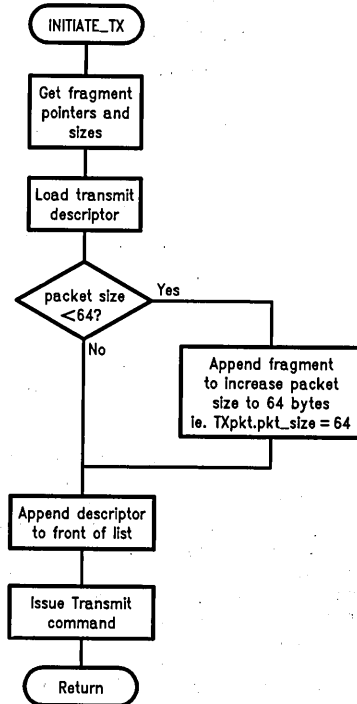 INITIATE_TX
Get fragment
pointers and
sizes
Load transmit
descriptor
packet size
<64?
Yes
No
Append fragment
to increase packet
size to 64 bytes
ie. TXpkt.pkt_size = 64
Append descriptor
to front of list
Issue Transmit
command
Return